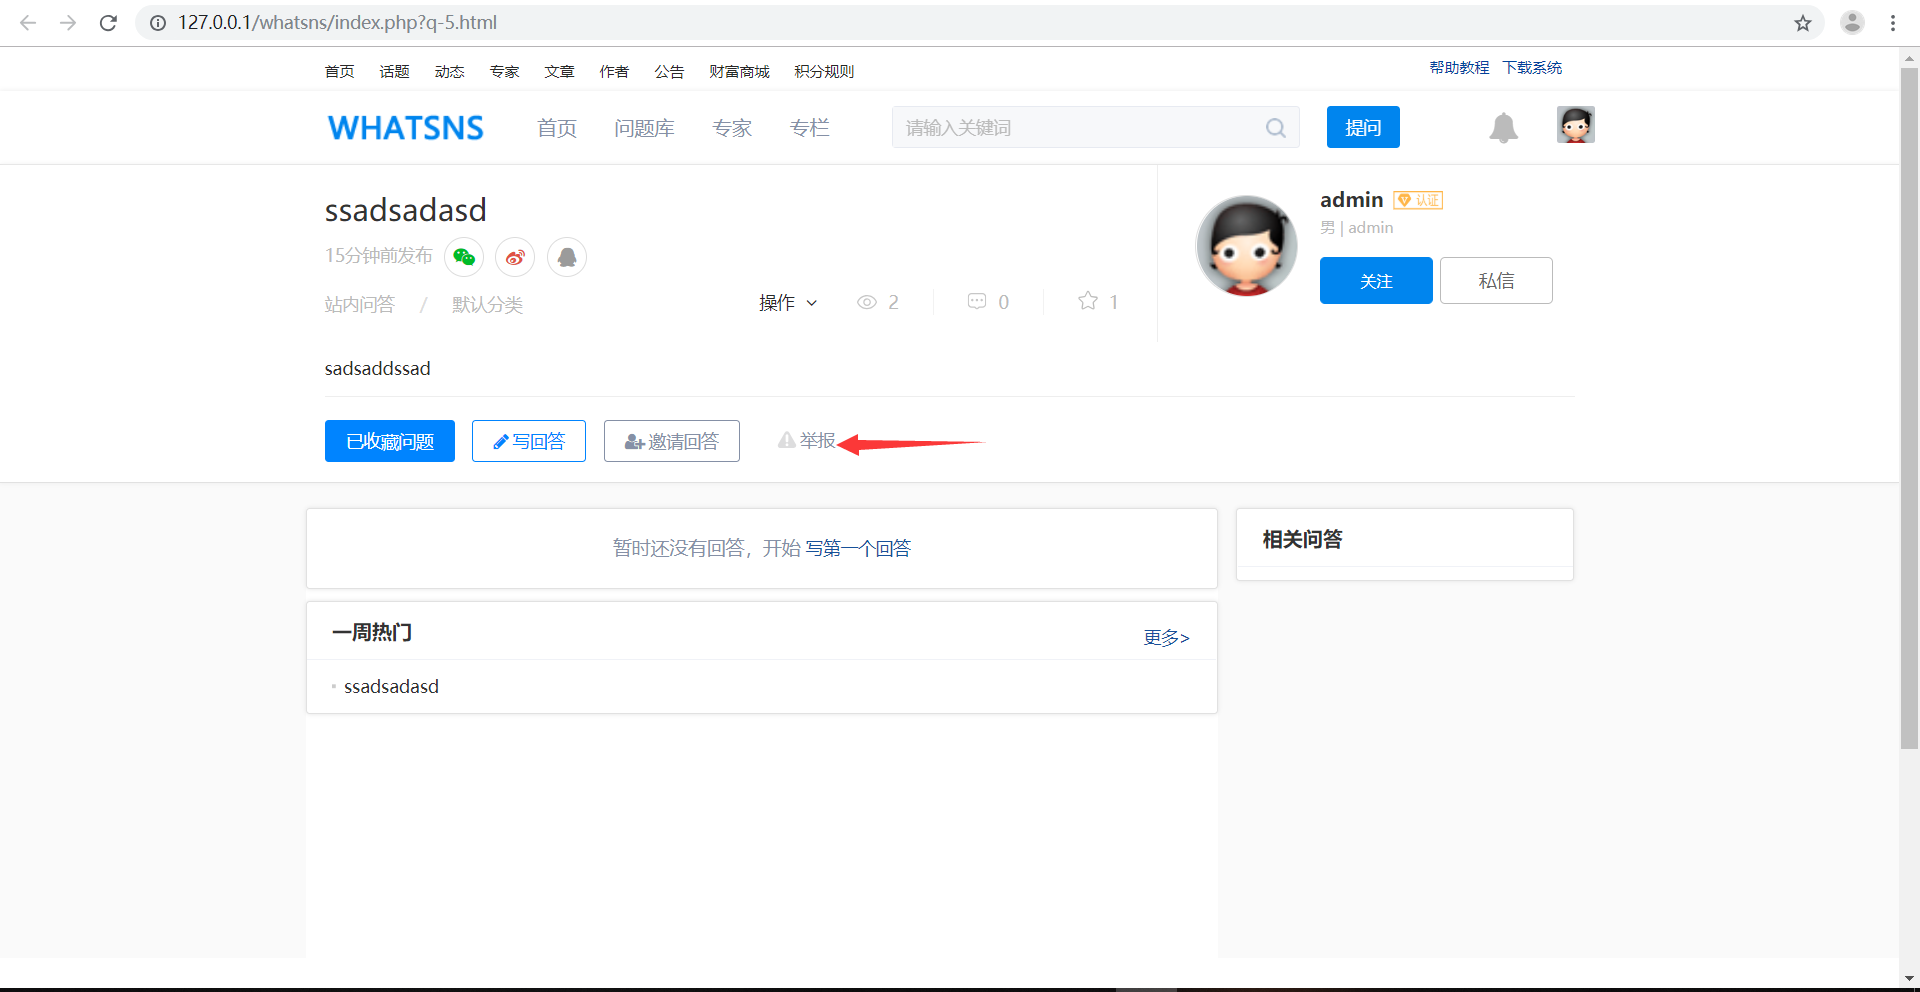 127.0.0.1/whatsns/index.php?q-5.html
首页 话题 动态 专家 文章 作者 公告 财富商城 积分规则 帮助教程 下载系统
WHATSNS 首页 问题库 专家 专栏 请输入关键词 提问
ssadsadasd
15分钟前发布
站内问答 / 默认分类 操作 2 0 1
admin 认证
男 | admin
关注 私信
sadsaddssad
已收藏问题 写回答 邀请回答 举报
暂时还没有回答，开始 写第一个回答
相关问答
一周热门 更多>
ssadsadasd